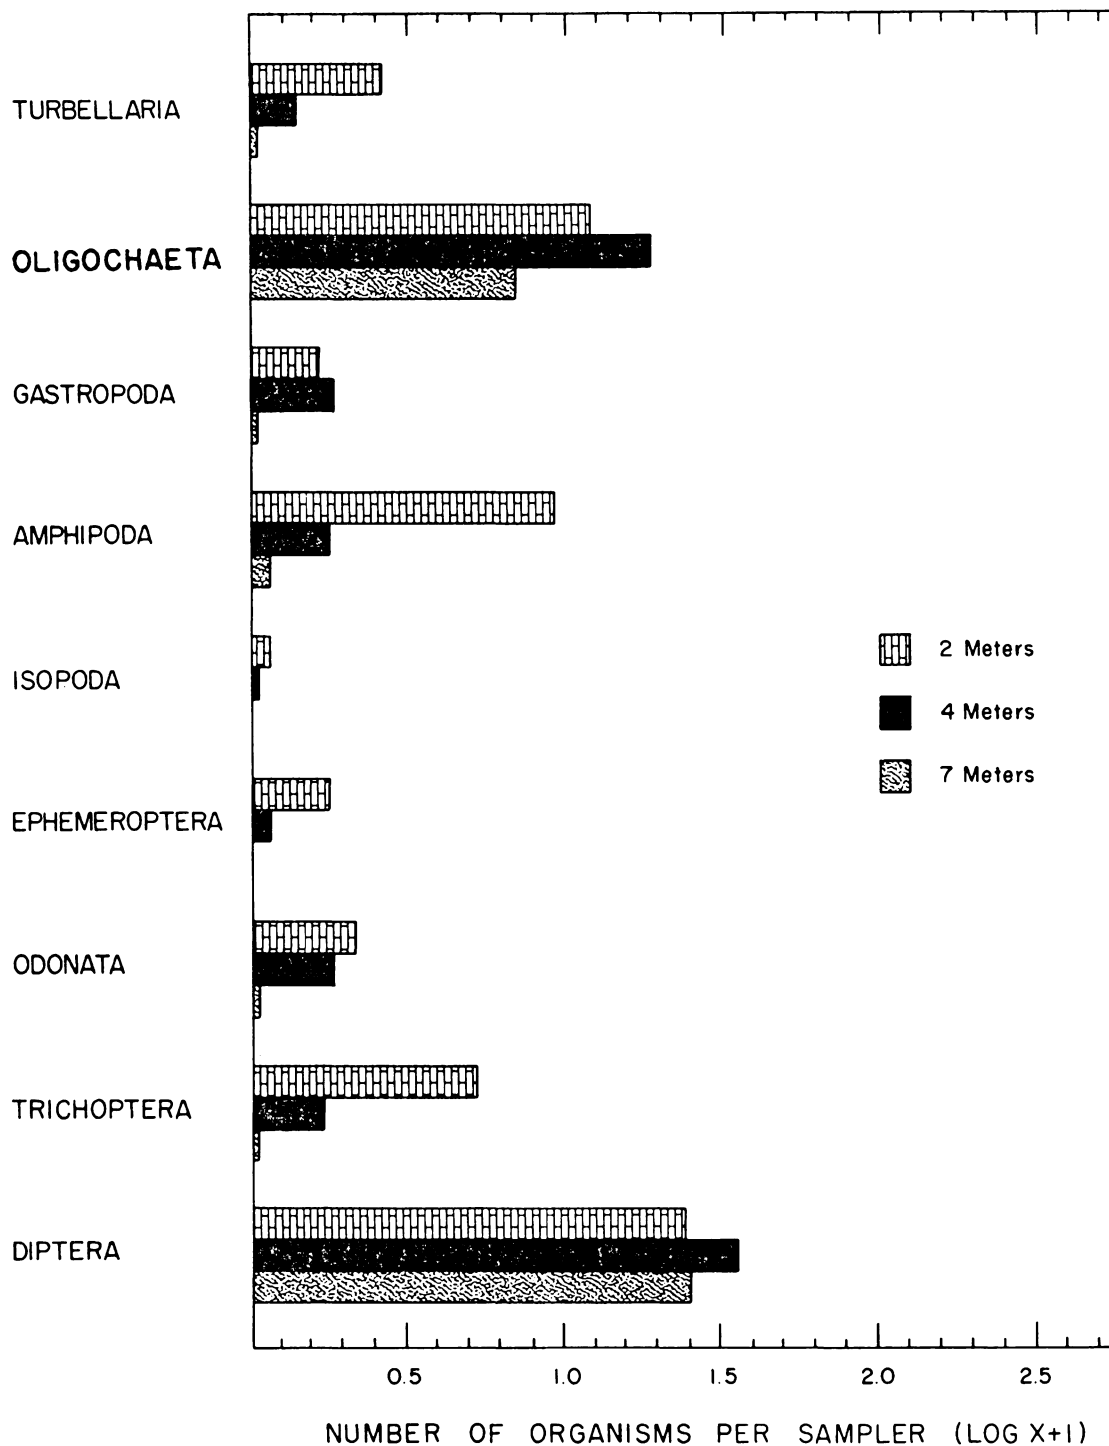 TURBELLARIA
OLIGOCHAETA
GASTROPODA
AMPHIPODA
ISOPODA
EPHEMEROPTERA
ODONATA
TRICHOPTERA
DIPTERA
2 Meters
4 Meters
7 Meters
0.5 1.0 1.5 2.0 2.5
NUMBER OF ORGANISMS PER SAMPLER (LOG X+1)